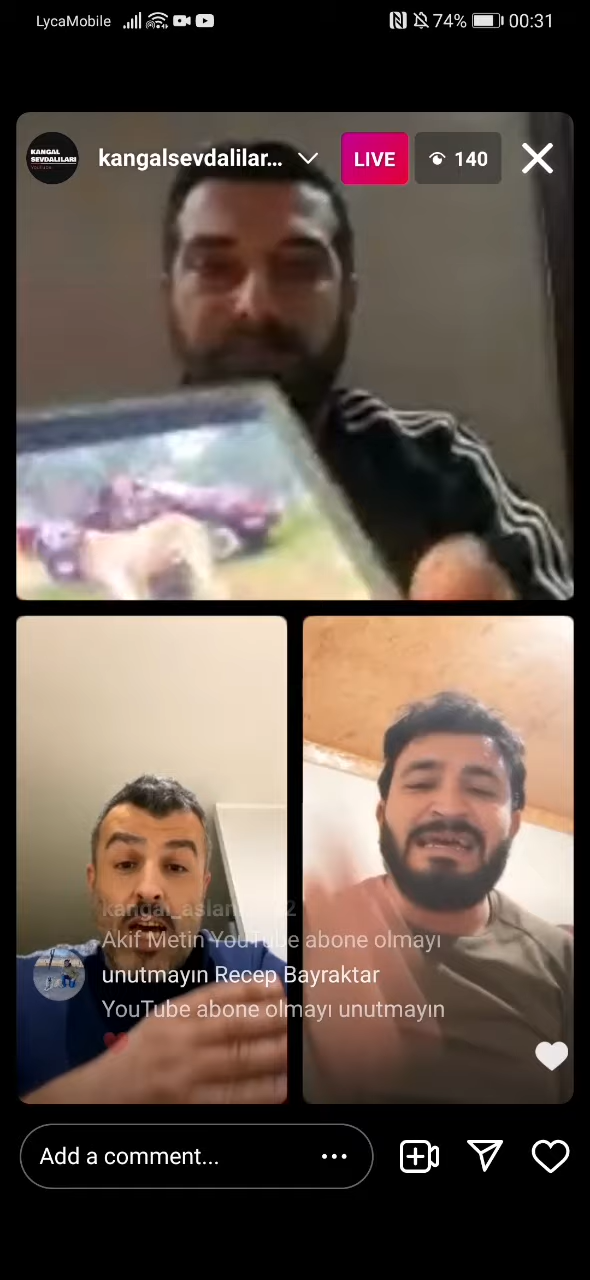 LycaMobile
74%
00:31
KANGAL
SEVDALILARI
kangalsevdalilar...
LIVE
140
Akif Metin YouTube abone olmayı
unutmayın Recep Bayraktar
YouTube abone olmayı unutmayın
Add a comment...